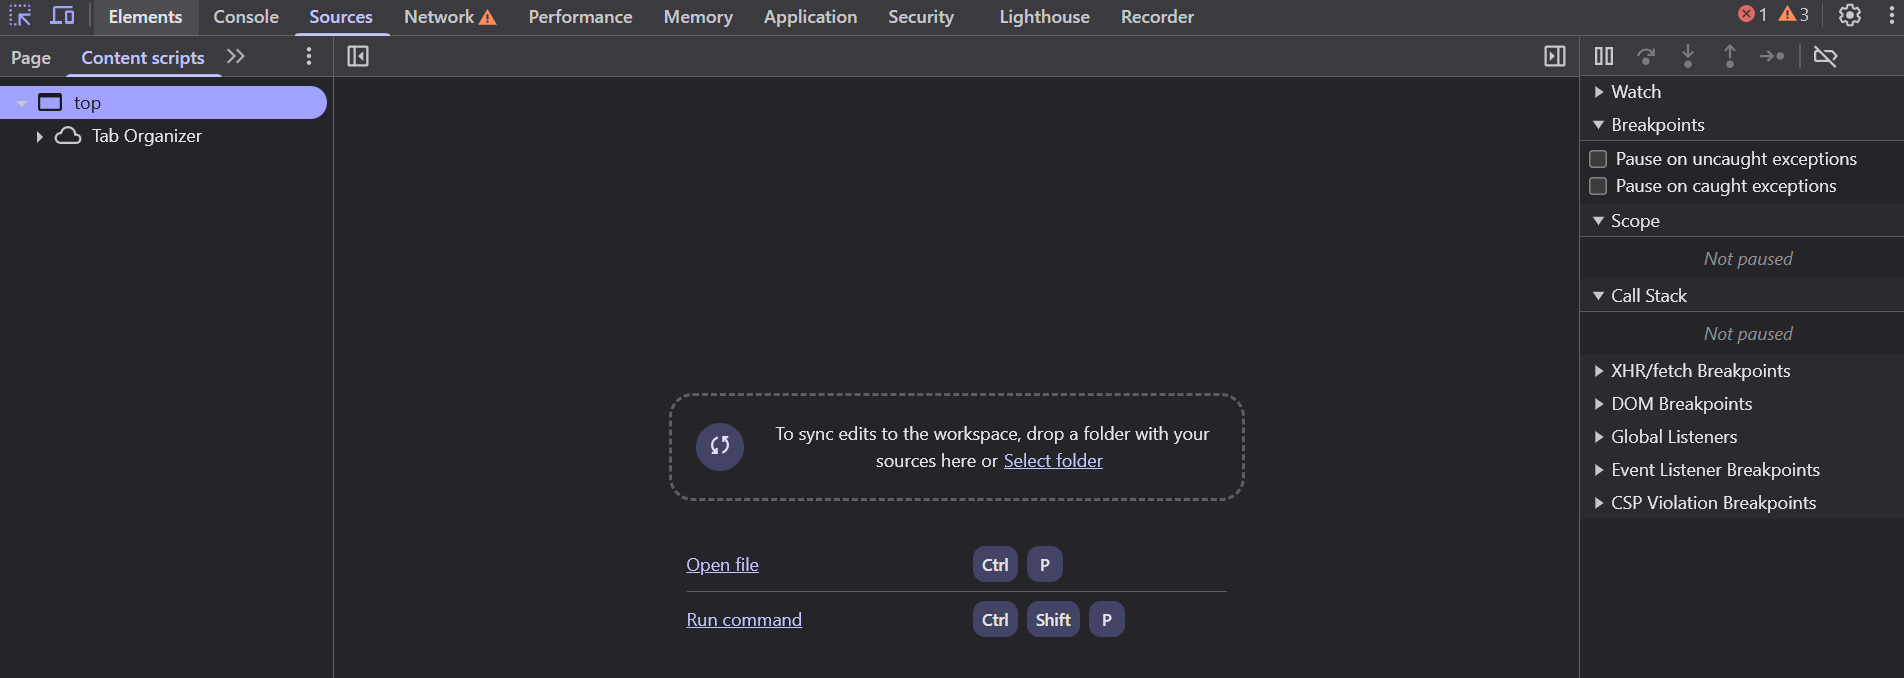 Elements Console Sources Network Performance Memory Application Security Lighthouse Recorder 1 3
Page Content scripts
top
Tab Organizer
To sync edits to the workspace, drop a folder with your
sources here or Select folder
Open file Ctrl P
Run command Ctrl Shift P
Watch
Breakpoints
Pause on uncaught exceptions
Pause on caught exceptions
Scope
Not paused
Call Stack
Not paused
XHR/fetch Breakpoints
DOM Breakpoints
Global Listeners
Event Listener Breakpoints
CSP Violation Breakpoints